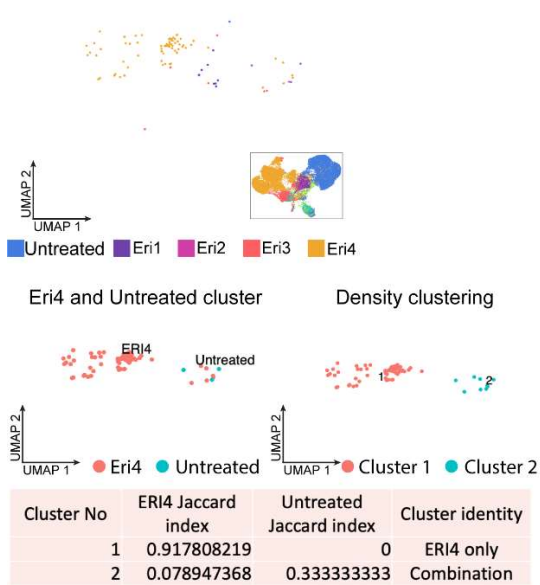 UMAP 2
UMAP 1
Untreated Eri1 Eri2 Eri3 Eri4
Eri4 and Untreated cluster
Density clustering
ERI4
Untreated
1
2
UMAP 2
UMAP 1
Eri4 Untreated
UMAP 2
UMAP 1
Cluster 1 Cluster 2
Cluster No ERI4 Jaccard index Untreated Jaccard index Cluster identity
1 0.917808219 0 ERI4 only
2 0.078947368 0.333333333 Combination